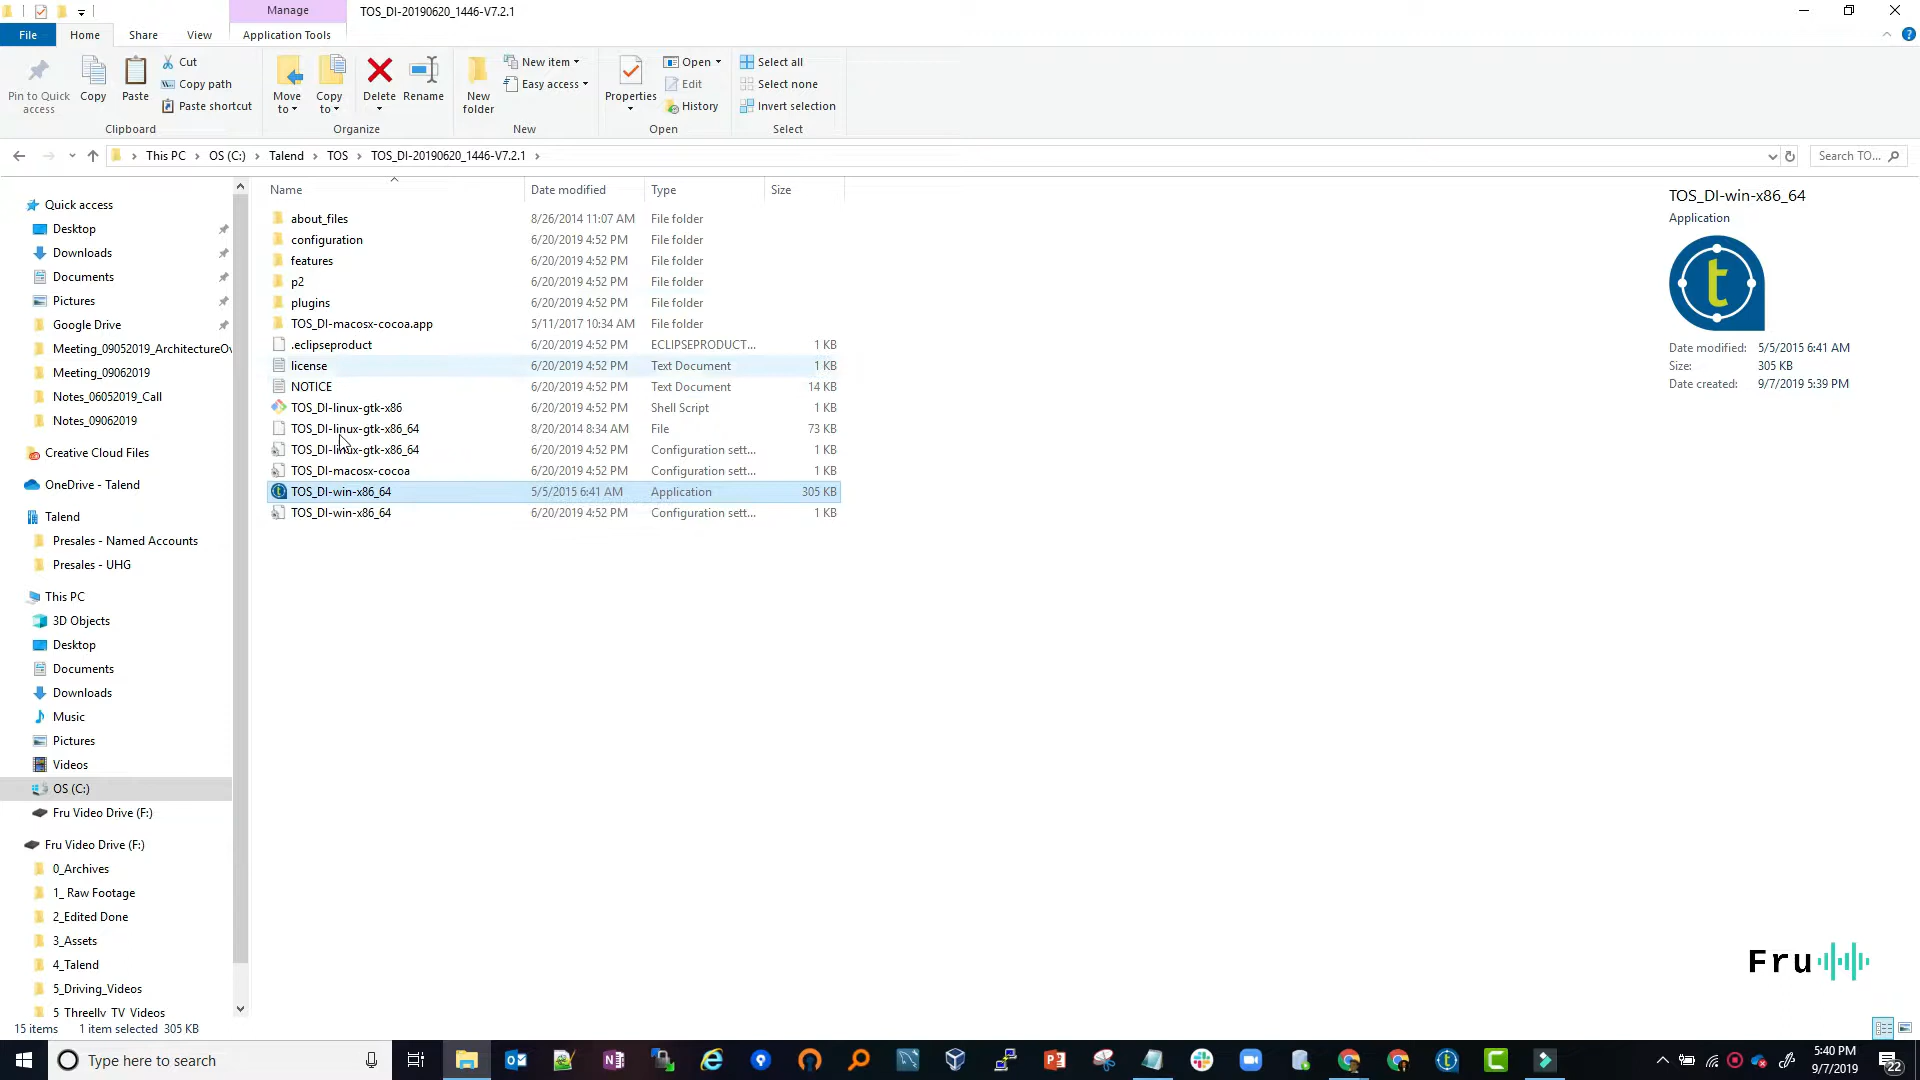 Manage
TOS_DI-20190620_1446-V7.2.1
File
Home
Share
View
Application Tools
Pin to Quick access
Copy
Paste
Cut
Copy path
Paste shortcut
Clipboard
Move to
Copy to
Delete
Rename
Organize
New folder
New item
Easy access
New
Properties
Open
Edit
History
Open
Select all
Select none
Invert selection
Select
This PC > OS (C:) > Talend > TOS > TOS_DI-20190620_1446-V7.2.1 >
Search TO...
Quick access
Desktop
Downloads
Documents
Pictures
Google Drive
Meeting_09052019_ArchitectureOv
Meeting_09062019
Notes_06052019_Call
Notes_09062019
Creative Cloud Files
OneDrive - Talend
Talend
Presales - Named Accounts
Presales - UHG
This PC
3D Objects
Desktop
Documents
Downloads
Music
Pictures
Videos
OS (C:)
Fru Video Drive (F:)
Fru Video Drive (F:)
0_Archives
1_ Raw Footage
2_Edited Done
3_Assets
4_Talend
5_Driving_Videos
5 Threelly TV Videos
Name Date modified Type Size
about_files 8/26/2014 11:07 AM File folder
configuration 6/20/2019 4:52 PM File folder
features 6/20/2019 4:52 PM File folder
p2 6/20/2019 4:52 PM File folder
plugins 6/20/2019 4:52 PM File folder
TOS_DI-macosx-cocoa.app 5/11/2017 10:34 AM File folder
.eclipseproduct 6/20/2019 4:52 PM ECLIPSEPRODUCT... 1 KB
license 6/20/2019 4:52 PM Text Document 1 KB
NOTICE 6/20/2019 4:52 PM Text Document 14 KB
TOS_DI-linux-gtk-x86 6/20/2019 4:52 PM Shell Script 1 KB
TOS_DI-linux-gtk-x86_64 8/20/2014 8:34 AM File 73 KB
TOS_DI-linux-gtk-x86_64 6/20/2019 4:52 PM Configuration sett... 1 KB
TOS_DI-macosx-cocoa 6/20/2019 4:52 PM Configuration sett... 1 KB
TOS_DI-win-x86_64 5/5/2015 6:41 AM Application 305 KB
TOS_DI-win-x86_64 6/20/2019 4:52 PM Configuration sett... 1 KB
TOS_DI-win-x86_64
Application
t
Date modified: 5/5/2015 6:41 AM
Size: 305 KB
Date created: 9/7/2019 5:39 PM
Fru
15 items 1 item selected 305 KB
Type here to search
5:40 PM
9/7/2019
22